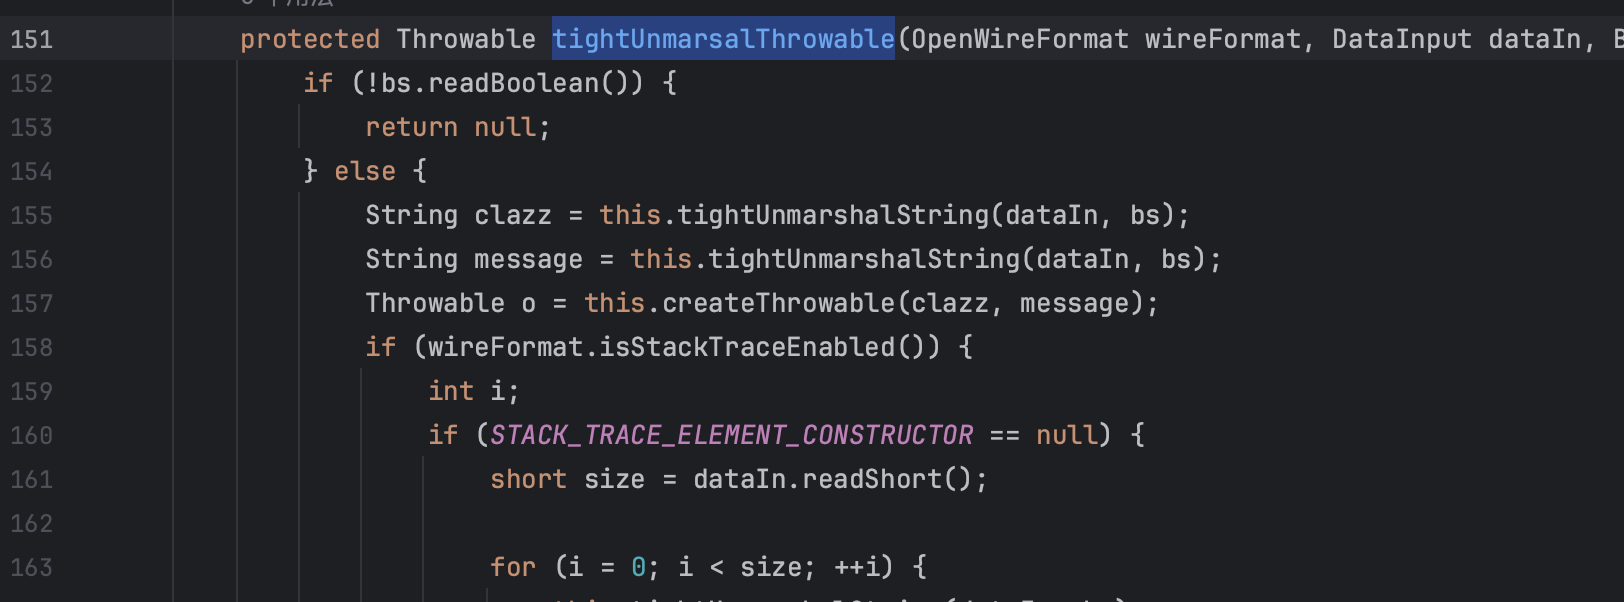 151 protected Throwable tightUnmarsalThrowable(OpenWireFormat wireFormat, DataInput dataIn, B
152 if (!bs.readBoolean()) {
153 return null;
154 } else {
155 String clazz = this.tightUnmarshalString(dataIn, bs);
156 String message = this.tightUnmarshalString(dataIn, bs);
157 Throwable o = this.createThrowable(clazz, message);
158 if (wireFormat.isStackTraceEnabled()) {
159 int i;
160 if (STACK_TRACE_ELEMENT_CONSTRUCTOR == null) {
161 short size = dataIn.readShort();
162
163 for (i = 0; i < size; ++i) {